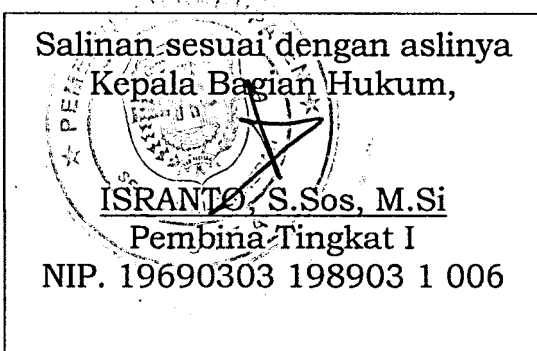 Salinan sesuai dengan aslinya
Kepala Bagian Hukum,
ISRANTO, S.Sos, M.Si
Pembina Tingkat I
NIP. 19690303 198903 1 006